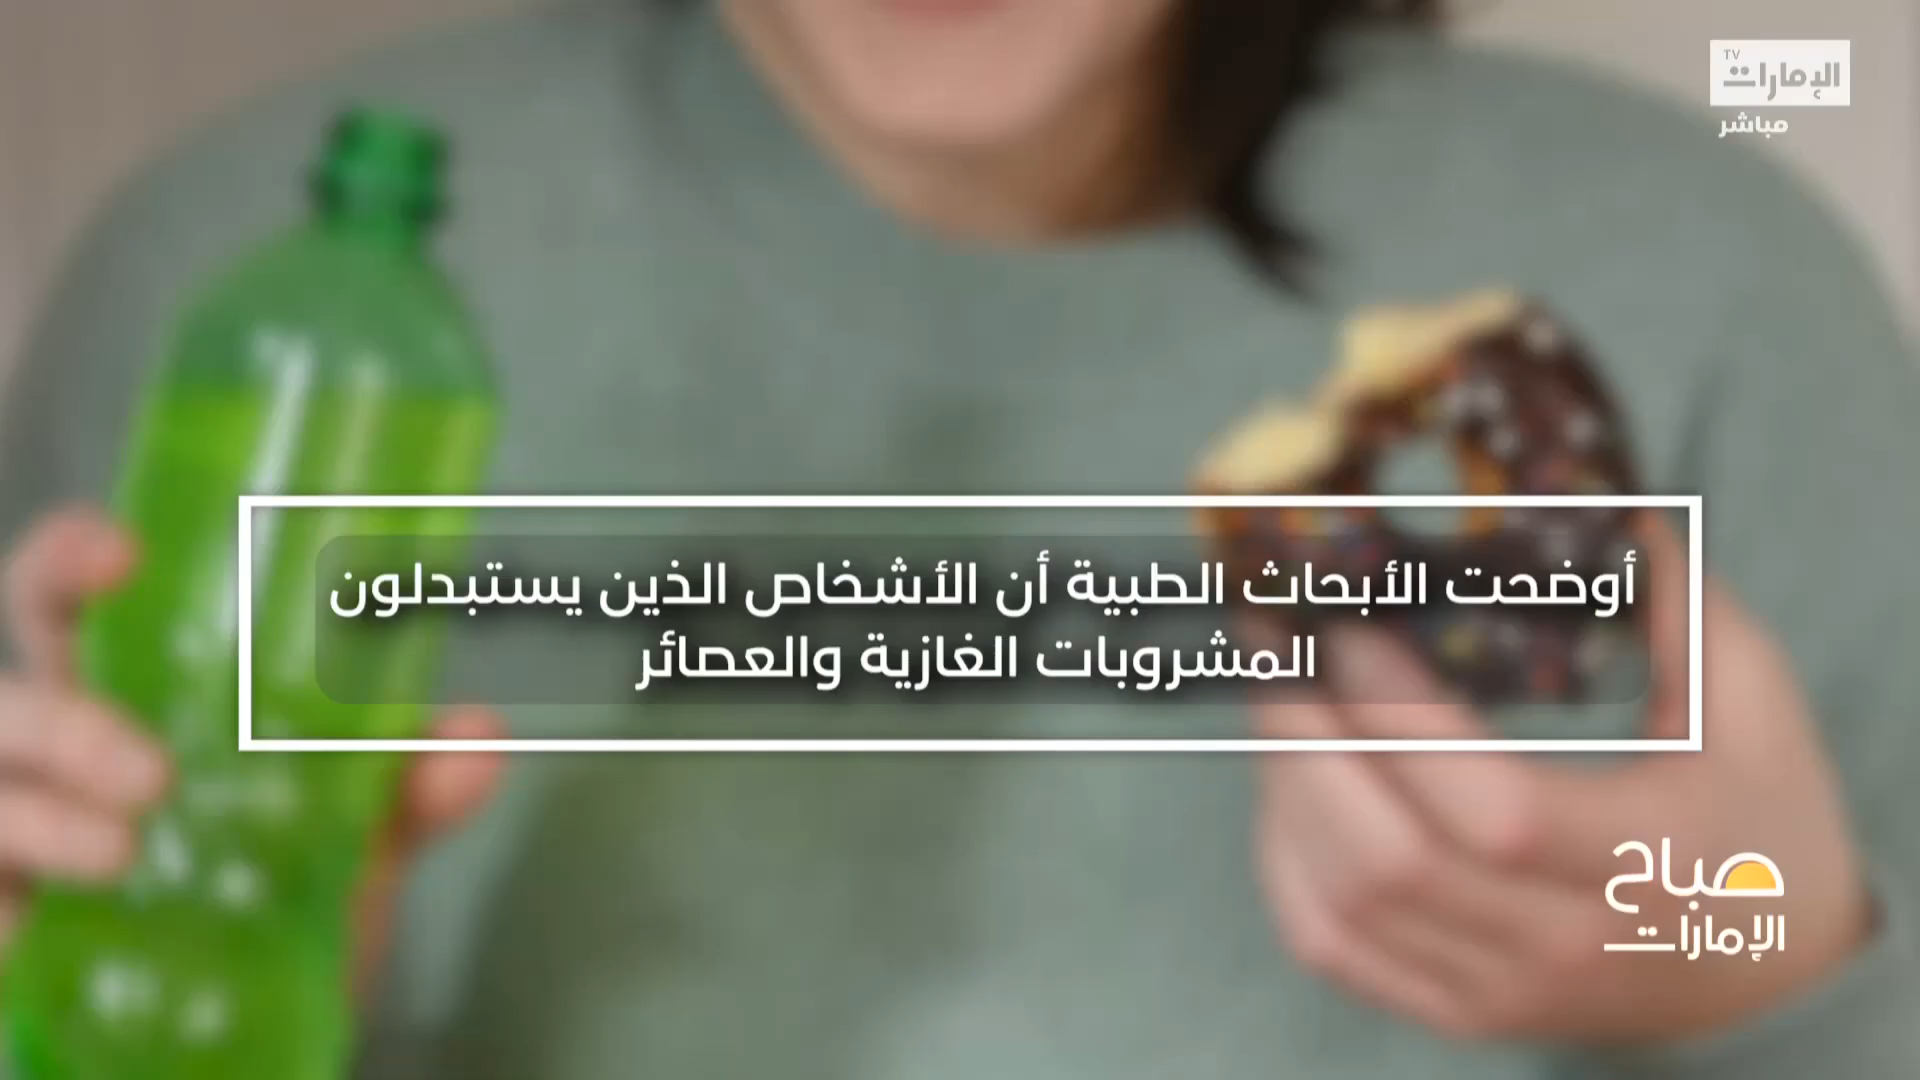 TV
الإمارات
مباشر
أوضحت الأبحاث الطبية أن الأشخاص الذين يستبدلون
المشروبات الغازية والعصائر
صباح
الإمارات